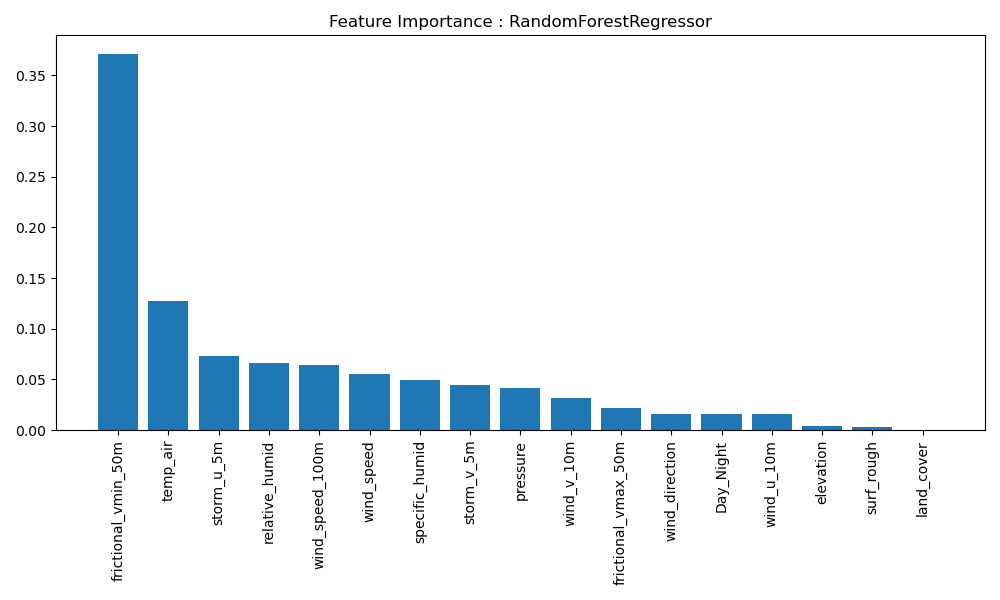 Feature Importance : RandomForestRegressor
0.35
0.30
0.25
0.20
0.15
0.10
0.05
0.00
frictional_vmin_50m
temp_air
storm_u_5m
relative_humid
wind_speed_100m
wind_speed
specific_humid
storm_v_5m
pressure
wind_v_10m
frictional_vmax_50m
wind_direction
Day_Night
wind_u_10m
elevation
surf_rough
land_cover